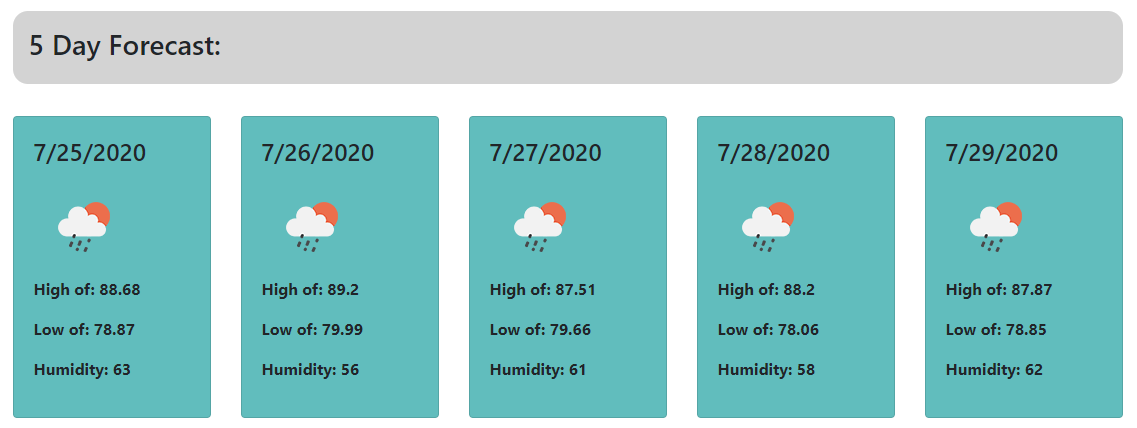 5 Day Forecast:
7/25/2020
High of: 88.68
Low of: 78.87
Humidity: 63
7/26/2020
High of: 89.2
Low of: 79.99
Humidity: 56
7/27/2020
High of: 87.51
Low of: 79.66
Humidity: 61
7/28/2020
High of: 88.2
Low of: 78.06
Humidity: 58
7/29/2020
High of: 87.87
Low of: 78.85
Humidity: 62